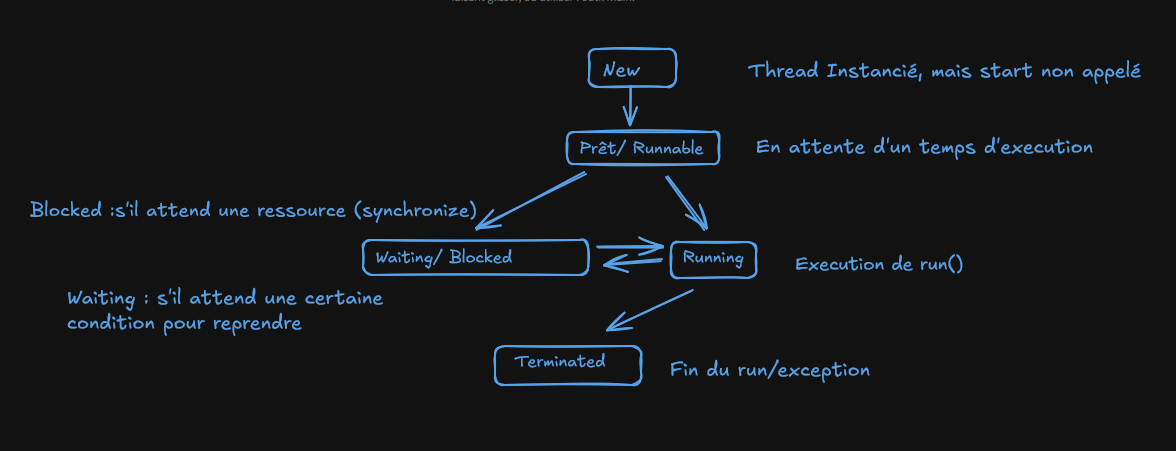 New
Thread Instancié, mais start non appelé
Prêt/ Runnable
En attente d'un temps d'execution
Blocked :s'il attend une ressource (synchronize)
Waiting/ Blocked
Running
Execution de run()
Waiting : s'il attend une certaine
condition pour reprendre
Terminated
Fin du run/exception